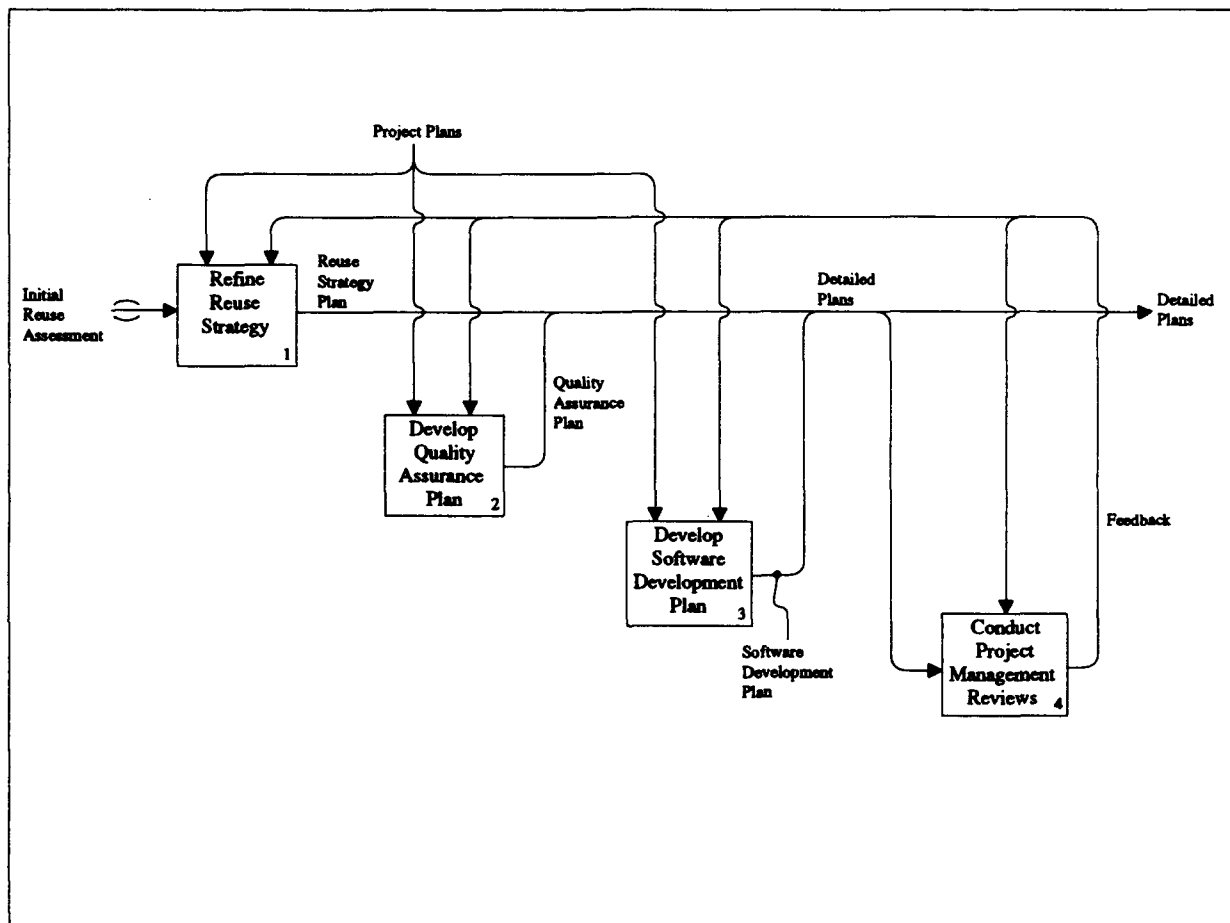 Project Plans
Initial
Reuse
Assessment
Refine
Reuse
Strategy
1
Reuse
Strategy
Plan
Detailed
Plans
Detailed
Plans
Develop
Quality
Assurance
Plan
2
Quality
Assurance
Plan
Develop
Software
Development
Plan
3
Software
Development
Plan
Feedback
Conduct
Project
Management
Reviews
4